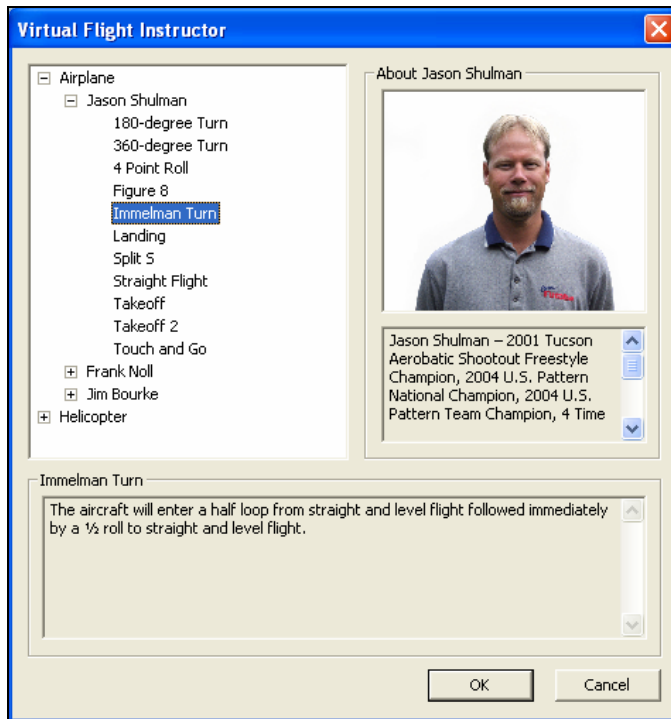 Virtual Flight Instructor
Airplane
Jason Shulman
180-degree Turn
360-degree Turn
4 Point Roll
Figure 8
Immelman Turn
Landing
Split S
Straight Flight
Takeoff
Takeoff 2
Touch and Go
Frank Noll
Jim Bourke
Helicopter
About Jason Shulman
Jason Shulman – 2001 Tucson
Aerobatic Shootout Freestyle
Champion, 2004 U.S. Pattern
National Champion, 2004 U.S.
Pattern Team Champion, 4 Time
Immelman Turn
The aircraft will enter a half loop from straight and level flight followed immediately
by a ½ roll to straight and level flight.
OK
Cancel